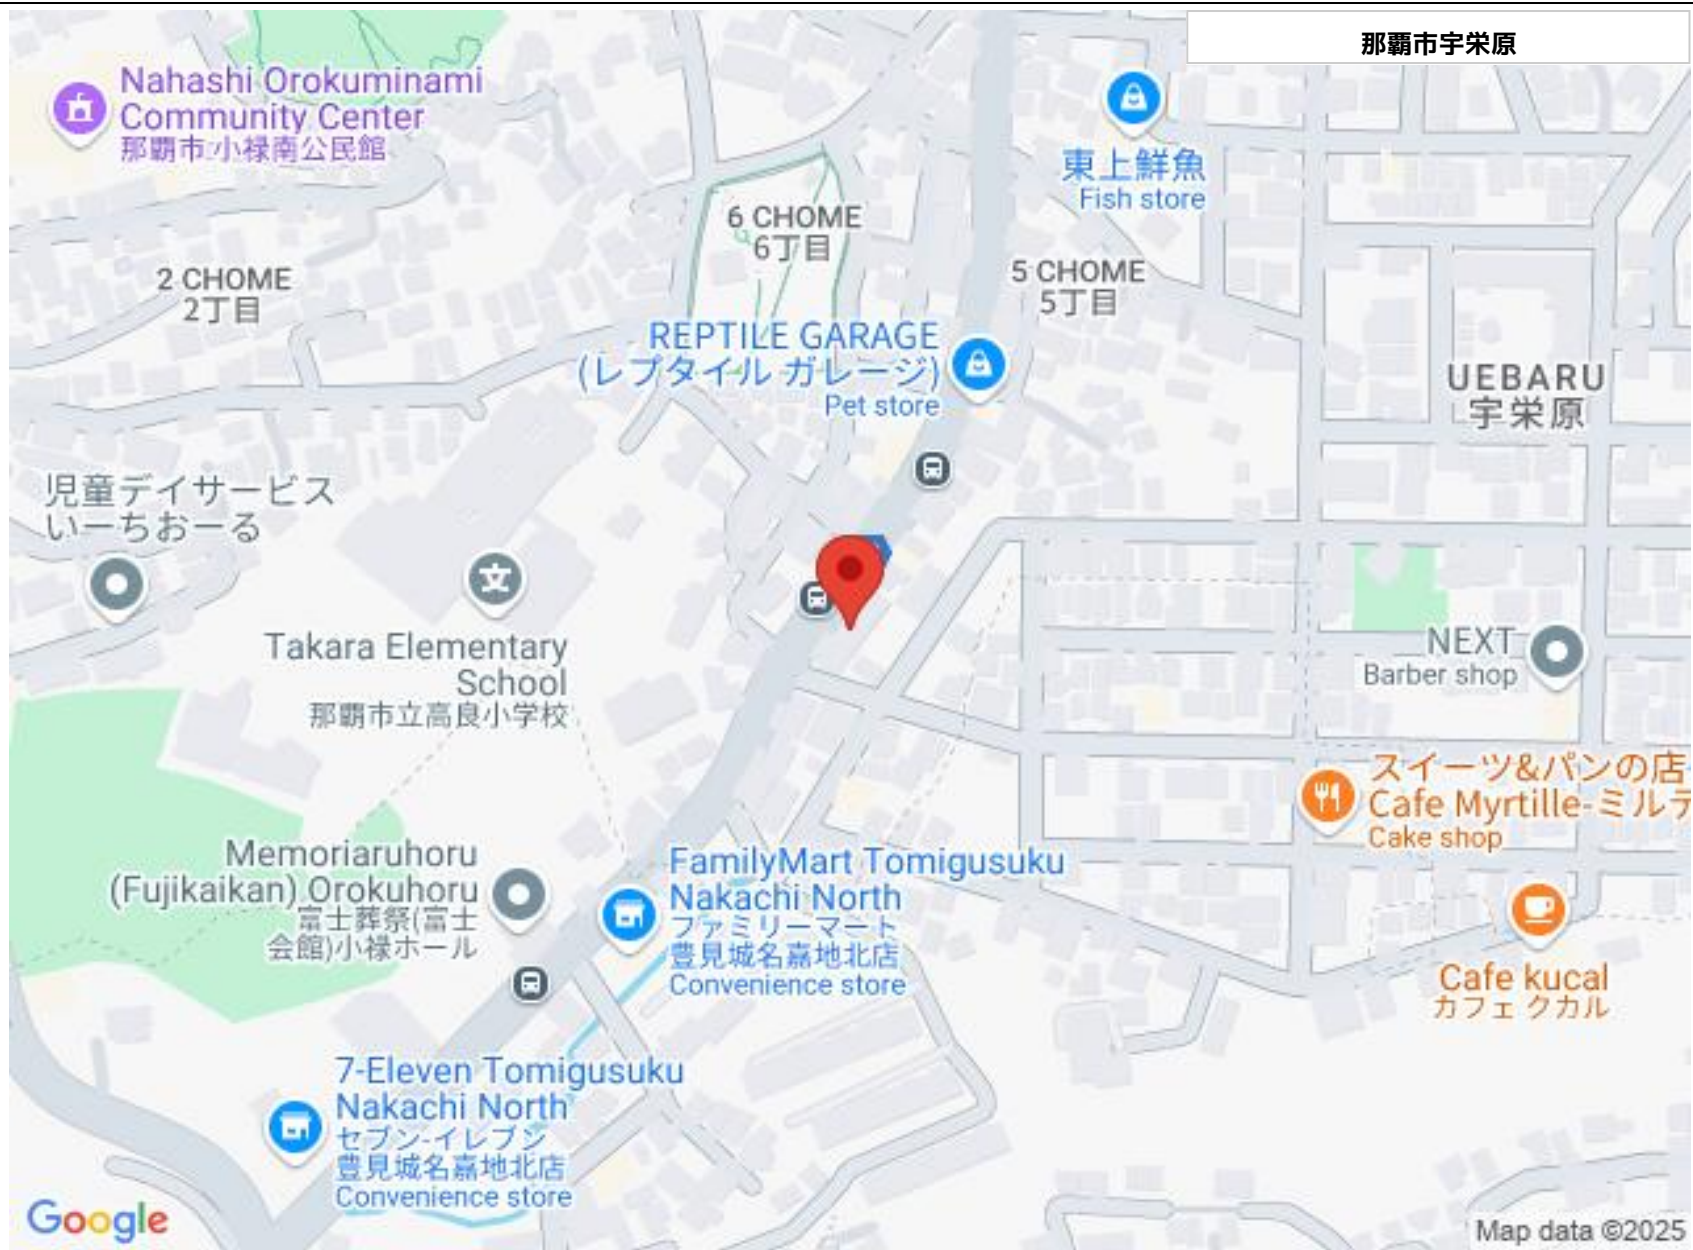 那覇市宇栄原
Nahashi Orokuminami
Community Center
那覇市 小禄南公民館
東上鮮魚
Fish store
6 CHOME
6丁目
2 CHOME
2丁目
5 CHOME
5丁目
REPTILE GARAGE
(レプタイル ガレージ)
Pet store
UEBARU
宇栄原
児童デイサービス
いーちおーる
文
Takara Elementary
School
那覇市立高良小学校
NEXT
Barber shop
スイーツ&パンの店
Cafe Myrtille-ミルテ
Cake shop
Memoriaruhoru
(Fujikaikan) Orokuhoru
富士葬祭(富士
会館)小禄ホール
FamilyMart Tomigusuku
Nakachi North
ファミリーマート
豊見城名嘉地北店
Convenience store
Cafe kucal
カフェ クカル
7-Eleven Tomigusuku
Nakachi North
セブン-イレブン
豊見城名嘉地北店
Convenience store
Google
Map data ©2025